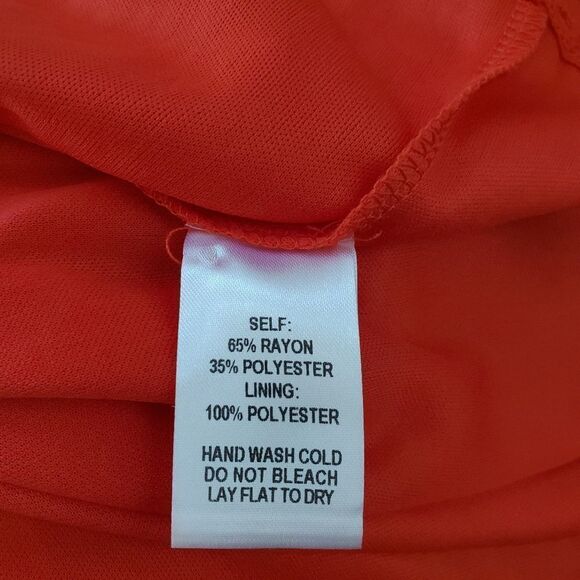 SELF:
65% RAYON
35% POLYESTER
LINING:
100% POLYESTER
HAND WASH COLD
DO NOT BLEACH
LAY FLAT TO DRY